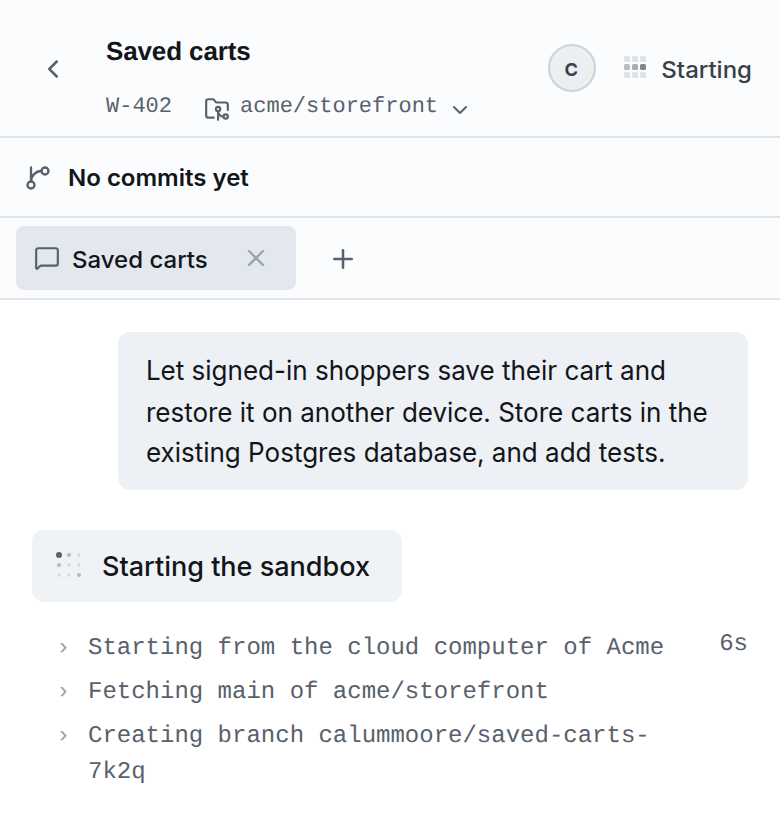 Saved carts
C
Starting
W-402
acme/storefront
No commits yet
Saved carts
Let signed-in shoppers save their cart and
restore it on another device. Store carts in the
existing Postgres database, and add tests.
Starting the sandbox
Starting from the cloud computer of Acme
6s
Fetching main of acme/storefront
Creating branch calummoore/saved-carts-
7k2q